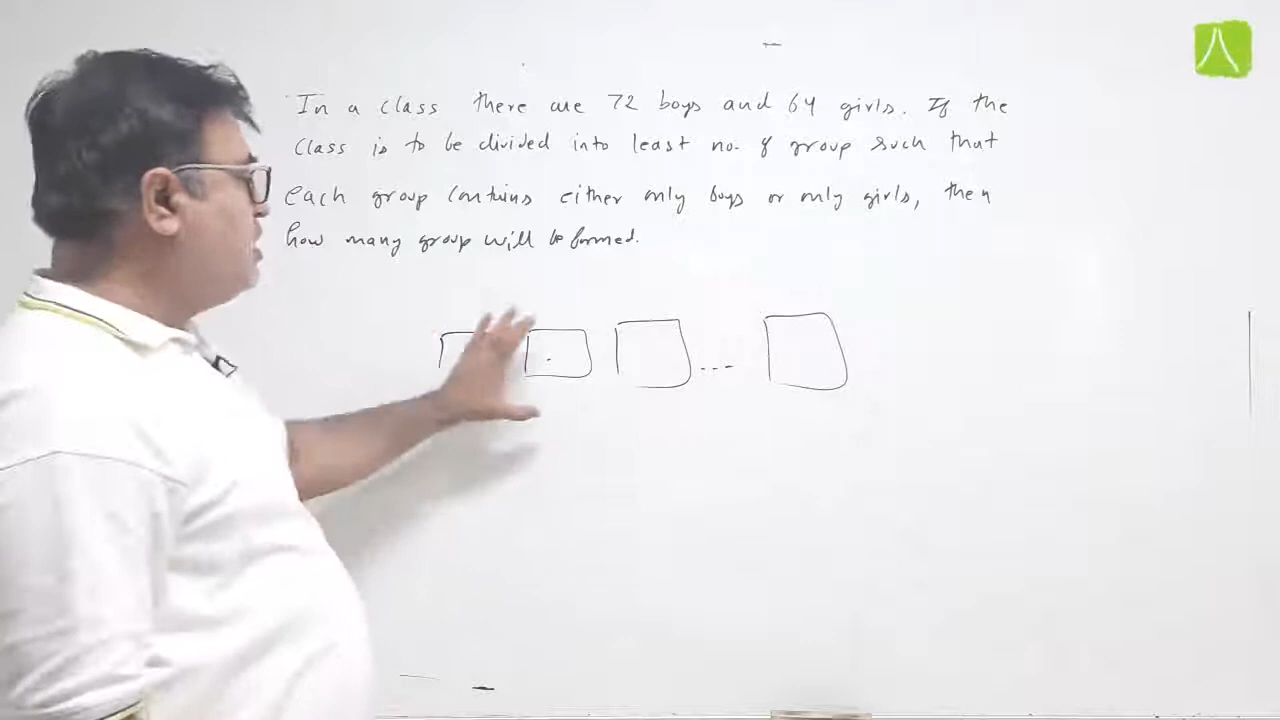 In a class there are 72 boys and 64 girls. If the
class is to be divided into least no. of group such that
each group contains either only boys or only girls, then
how many group will be formed.